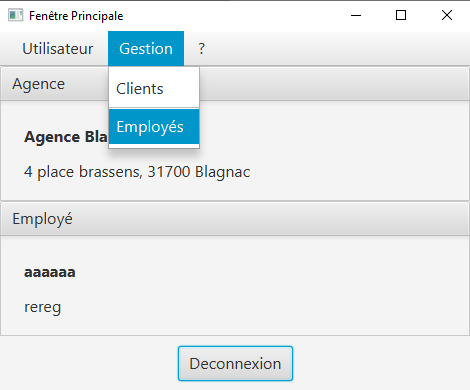 Fenêtre Principale
Utilisateur Gestion ?
Clients
Employés
Agence
Agence Bla
4 place brassens, 31700 Blagnac
Employé
aaaaaa
rereg
Deconnexion